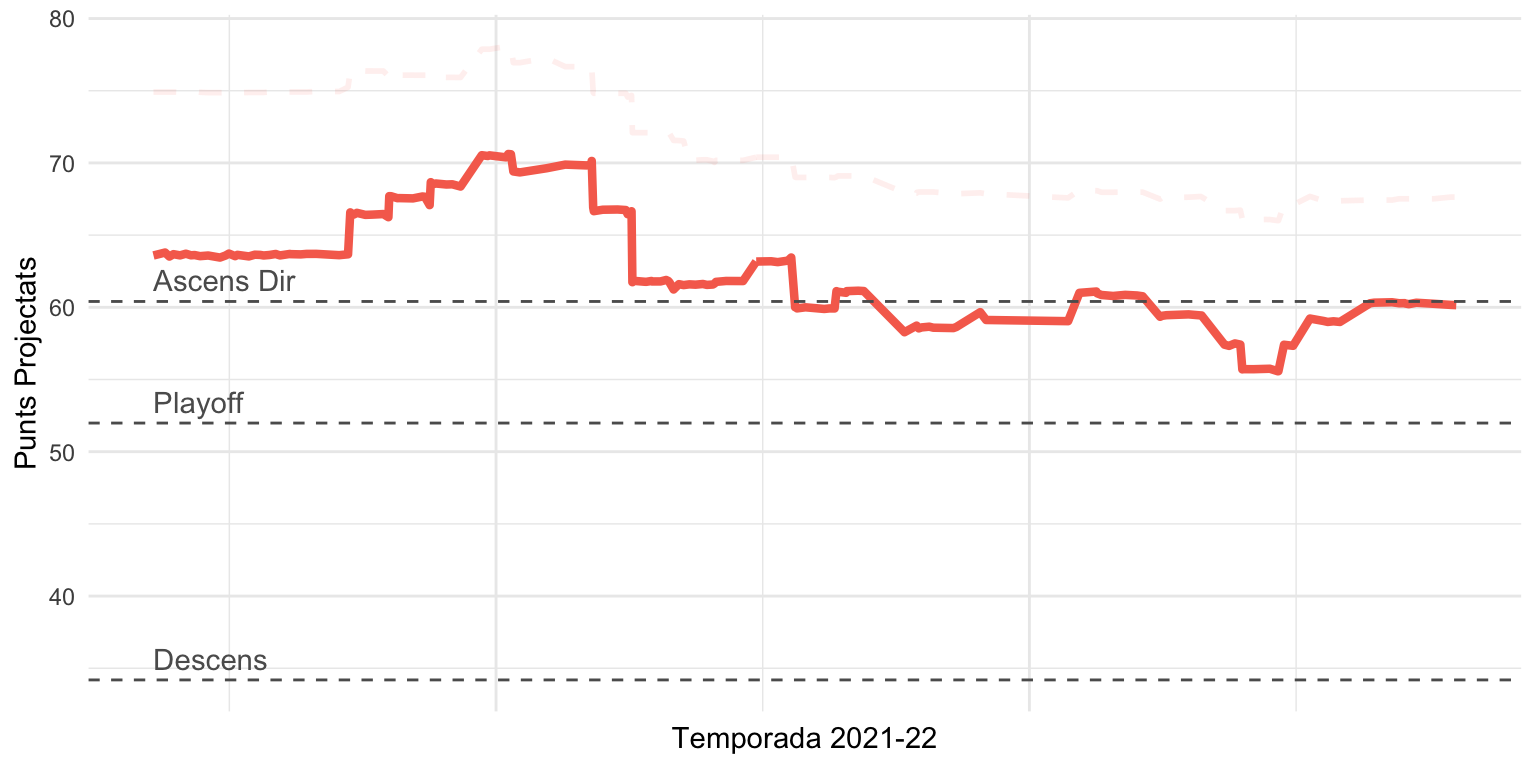 80
70
60
50
40
Punts Projectats
Ascens Dir
Playoff
Descens
Temporada 2021-22